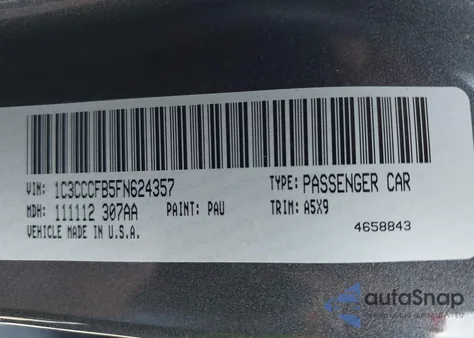 VIN: 1C3CCCFB5FN624357 TYPE: PASSENGER CAR
MDH: 111112 307AA PAINT: PAU TRIM: A5X9
VEHICLE MADE IN U.S.A. 4658843
autoSnap